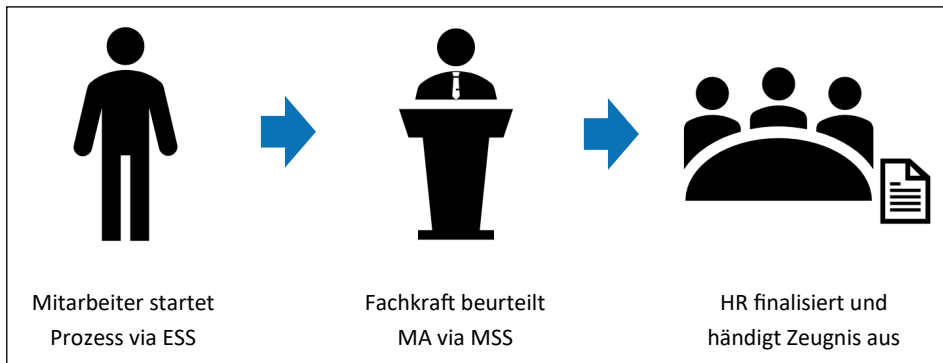 Mitarbeiter startet
Prozess via ESS
Fachkraft beurteilt
MA via MSS
HR finalisiert und
händigt Zeugnis aus